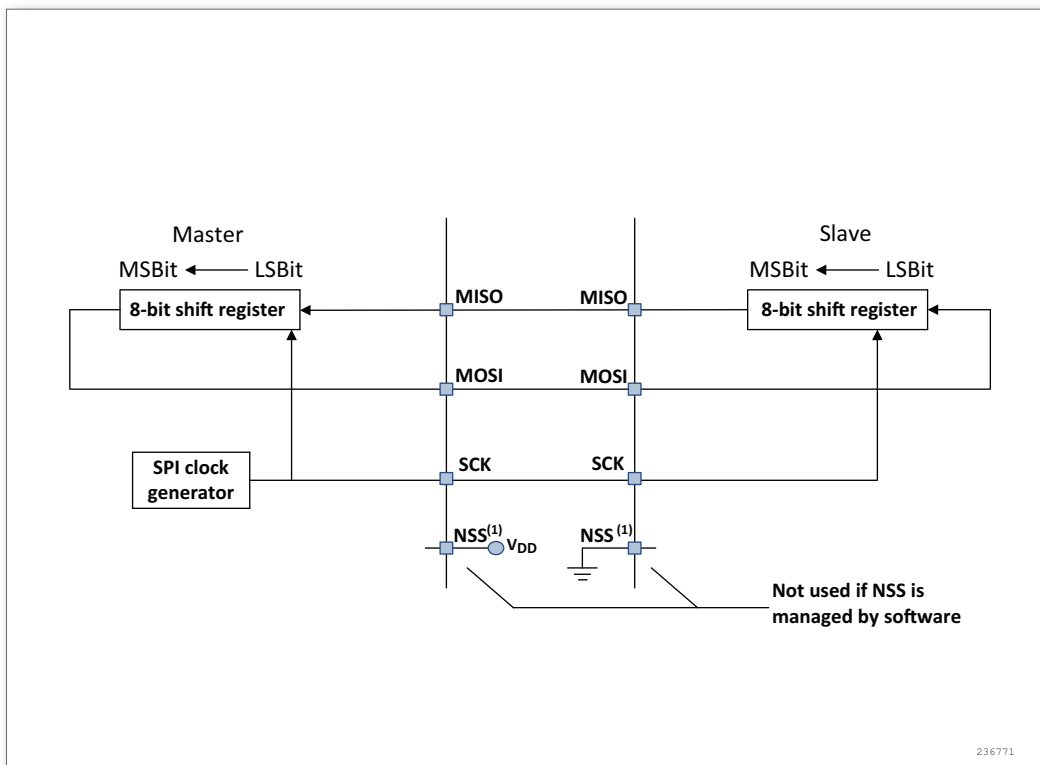 Master
Slave
MSBit LSBit
MSBit LSBit
8-bit shift register
MISO
MISO
8-bit shift register
MOSI
MOSI
SPI clock
generator
SCK
SCK
NSS(1)
VDD
NSS (1)
Not used if NSS is
managed by software
236771